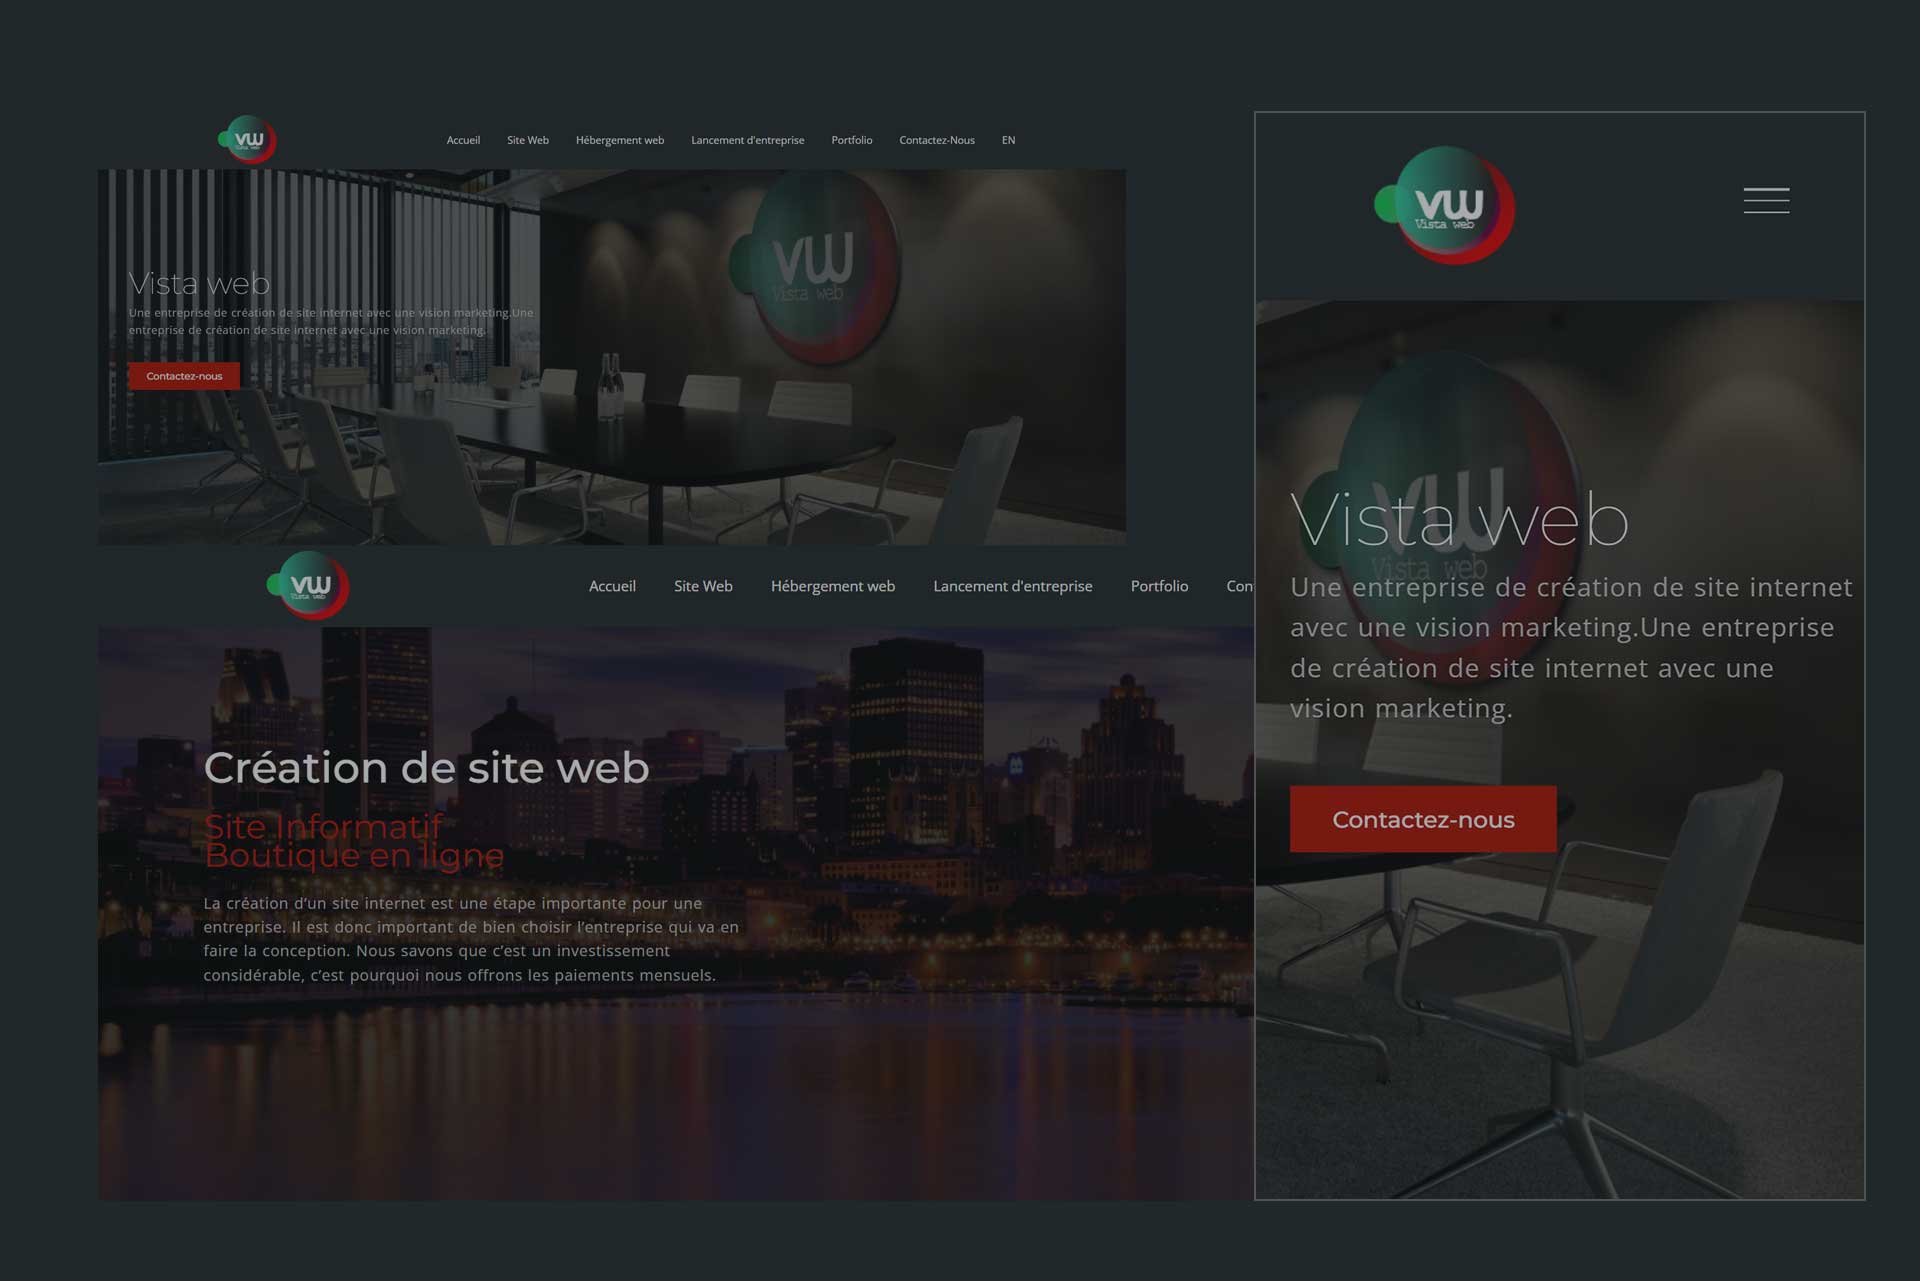 VW
Vista web
Accueil Site Web Hébergement web Lancement d'entreprise Portfolio Contactez-Nous EN
VW
Vista web
Vista web
Une entreprise de création de site internet avec une vision marketing.Une
entreprise de création de site internet avec une vision marketing.
Contactez-nous
VW
Vista web
Accueil Site Web Hébergement web Lancement d'entreprise Portfolio Con
Création de site web
Site Informatif
Boutique en ligne
La création d’un site internet est une étape importante pour une
entreprise. Il est donc important de bien choisir l’entreprise qui va en
faire la conception. Nous savons que c’est un investissement
considérable, c’est pourquoi nous offrons les paiements mensuels.
VW
Vista web
VW
Vista web
Vista web
Une entreprise de création de site internet
avec une vision marketing.Une entreprise
de création de site internet avec une
vision marketing.
Contactez-nous